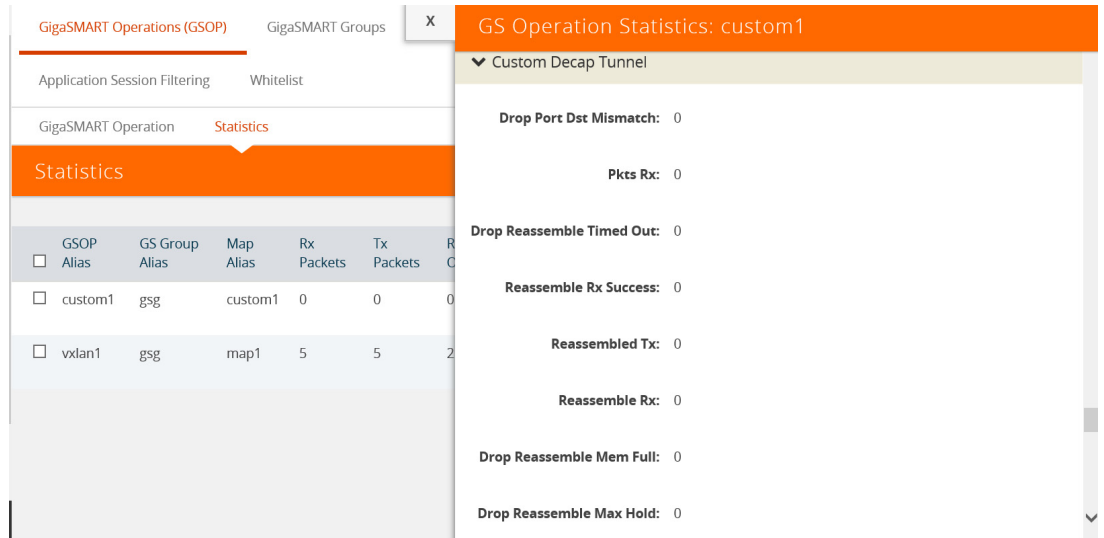 GigaSMART Operations (GSOP) GigaSMART Groups X
Application Session Filtering Whitelist
GigaSMART Operation Statistics
Statistics
GSOP Alias GS Group Alias Map Alias Rx Packets Tx Packets
custom1 gsg custom1 0 0 0
vxlan1 gsg map1 5 5 2
GS Operation Statistics: custom1
Custom Decap Tunnel
Drop Port Dst Mismatch: 0
Pkts Rx: 0
Drop Reassemble Timed Out: 0
Reassemble Rx Success: 0
Reassembled Tx: 0
Reassemble Rx: 0
Drop Reassemble Mem Full: 0
Drop Reassemble Max Hold: 0